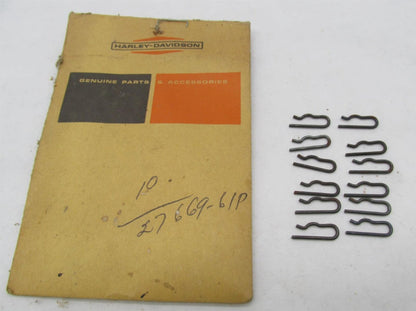 HARLEY-DAVIDSON
GENUINE PARTS & ACCESSORIES
10
27669-61P